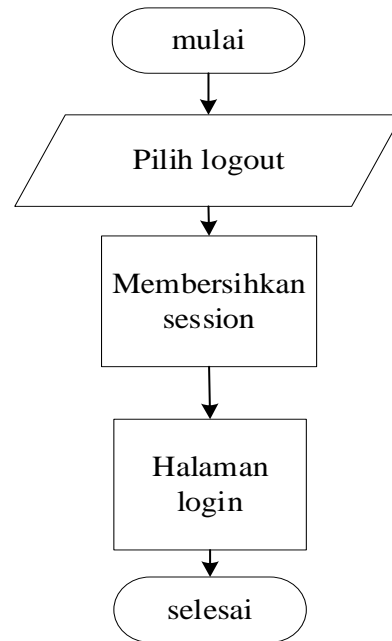 mulai
Pilih logout
Membersihkan
session
Halaman
login
selesai